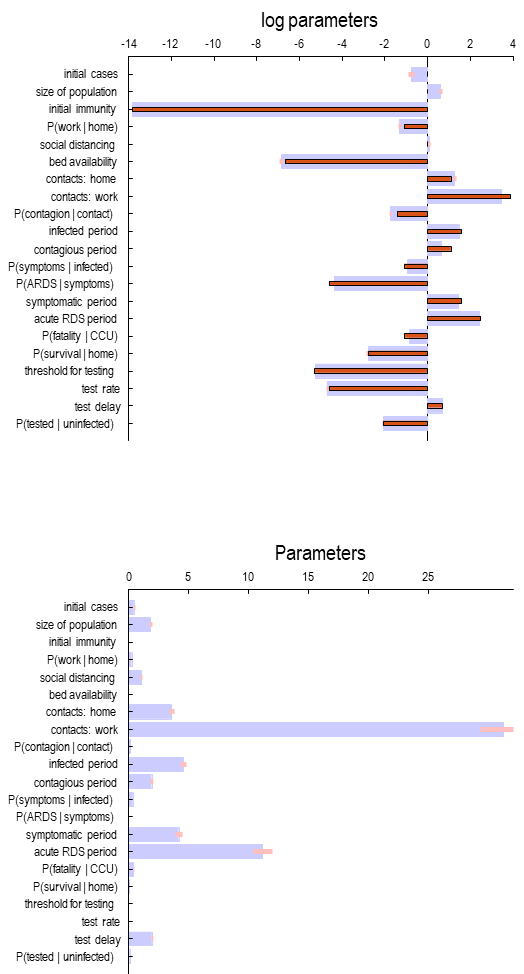 log parameters
-14 -12 -10 -8 -6 -4 -2 0 2 4
initial cases
size of population
initial immunity
P(work | home)
social distancing
bed availability
contacts: home
contacts: work
P(contagion | contact)
infected period
contagious period
P(symptoms | infected)
P(ARDS | symptoms)
symptomatic period
acute RDS period
P(fatality | CCU)
P(survival | home)
threshold for testing
test rate
test delay
P(tested | uninfected)
Parameters
0 5 10 15 20 25
initial cases
size of population
initial immunity
P(work | home)
social distancing
bed availability
contacts: home
contacts: work
P(contagion | contact)
infected period
contagious period
P(symptoms | infected)
P(ARDS | symptoms)
symptomatic period
acute RDS period
P(fatality | CCU)
P(survival | home)
threshold for testing
test rate
test delay
P(tested | uninfected)